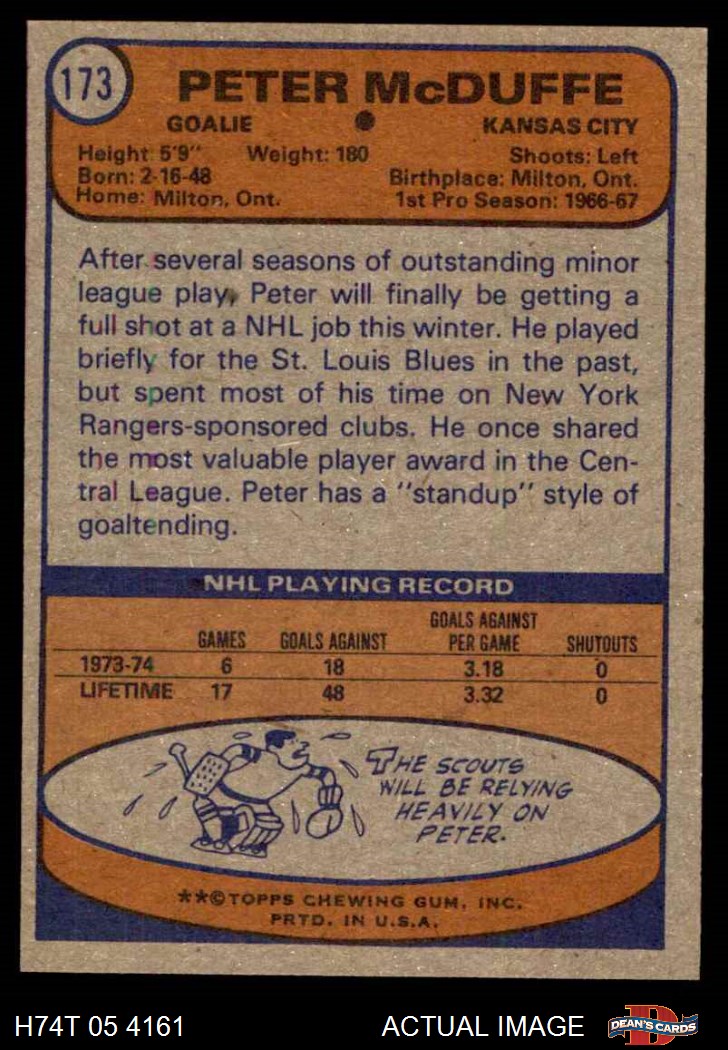 173
PETER McDUFFE
GOALIE
KANSAS CITY
Height: 5'9" Weight: 180 Shoots: Left
Born: 2-16-48 Birthplace: Milton, Ont.
Home: Milton, Ont. 1st Pro Season: 1966-67
After several seasons of outstanding minor
league play, Peter will finally be getting a
full shot at a NHL job this winter. He played
briefly for the St. Louis Blues in the past,
but spent most of his time on New York
Rangers-sponsored clubs. He once shared
the most valuable player award in the Cen-
tral League. Peter has a "standup" style of
goaltending.
NHL PLAYING RECORD
GAMES GOALS AGAINST GOALS AGAINST PER GAME SHUTOUTS
1973-74 6 18 3.18 0
LIFETIME 17 48 3.32 0
THE SCOUTS
WILL BE RELYING
HEAVILY ON
PETER.
**©TOPPS CHEWING GUM, INC.
PRTD. IN U.S.A.
H74T 05 4161 ACTUAL IMAGE DEAN'S CARDS